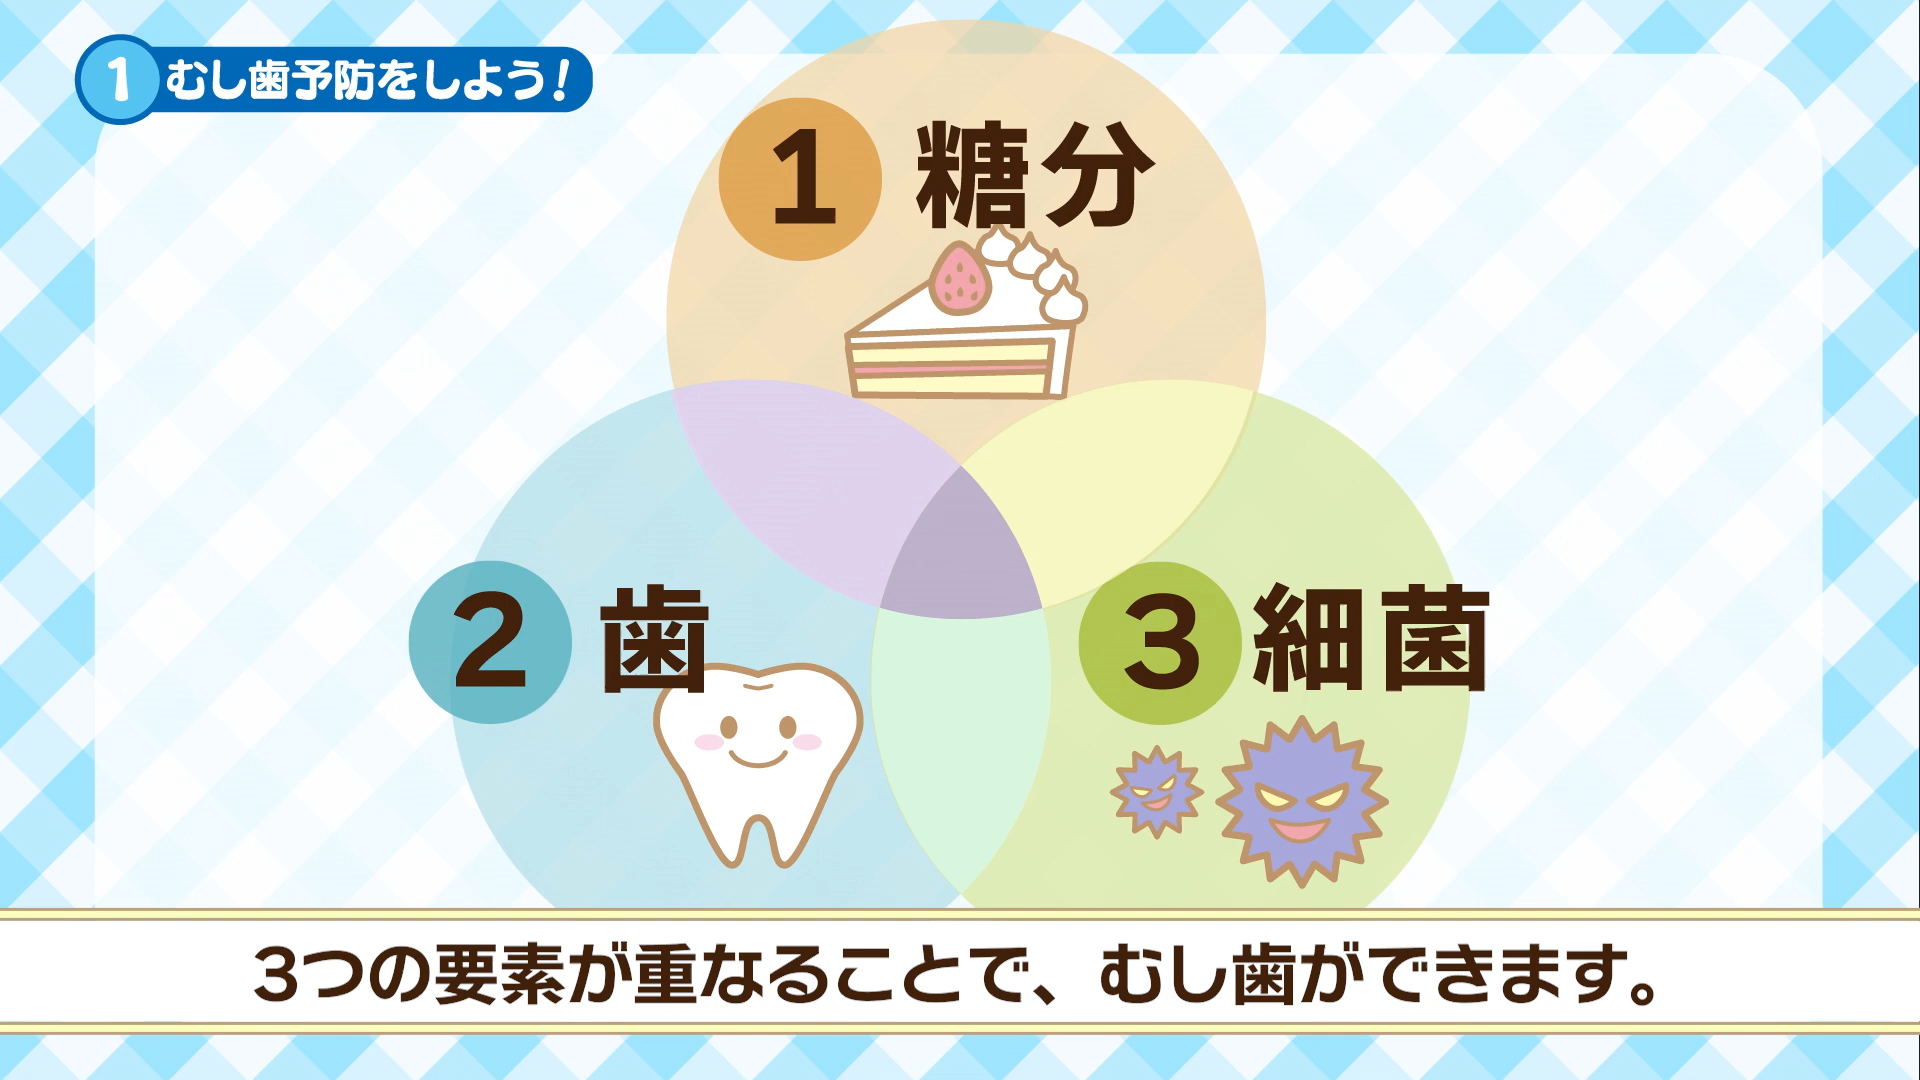 1 むし歯予防をしよう!
1 糖分
2 歯
3 細菌
3つの要素が重なることで、むし歯ができます。